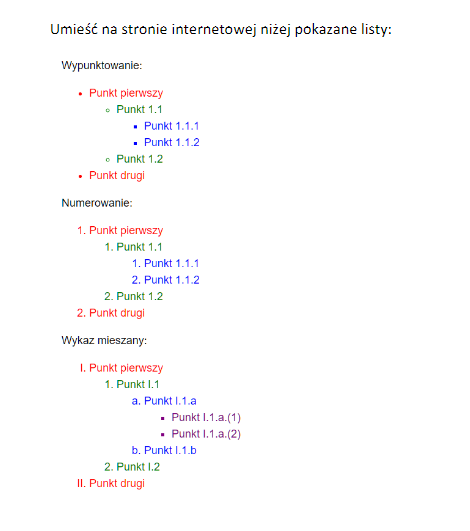 Umieść na stronie internetowej niżej pokazane listy:
Wypunktowanie:
• Punkt pierwszy
◦ Punkt 1.1
▪ Punkt 1.1.1
▪ Punkt 1.1.2
◦ Punkt 1.2
• Punkt drugi
Numerowanie:
1. Punkt pierwszy
1. Punkt 1.1
1. Punkt 1.1.1
2. Punkt 1.1.2
2. Punkt 1.2
2. Punkt drugi
Wykaz mieszany:
I. Punkt pierwszy
1. Punkt I.1
a. Punkt I.1.a
▪ Punkt I.1.a.(1)
▪ Punkt I.1.a.(2)
b. Punkt I.1.b
2. Punkt I.2
II. Punkt drugi